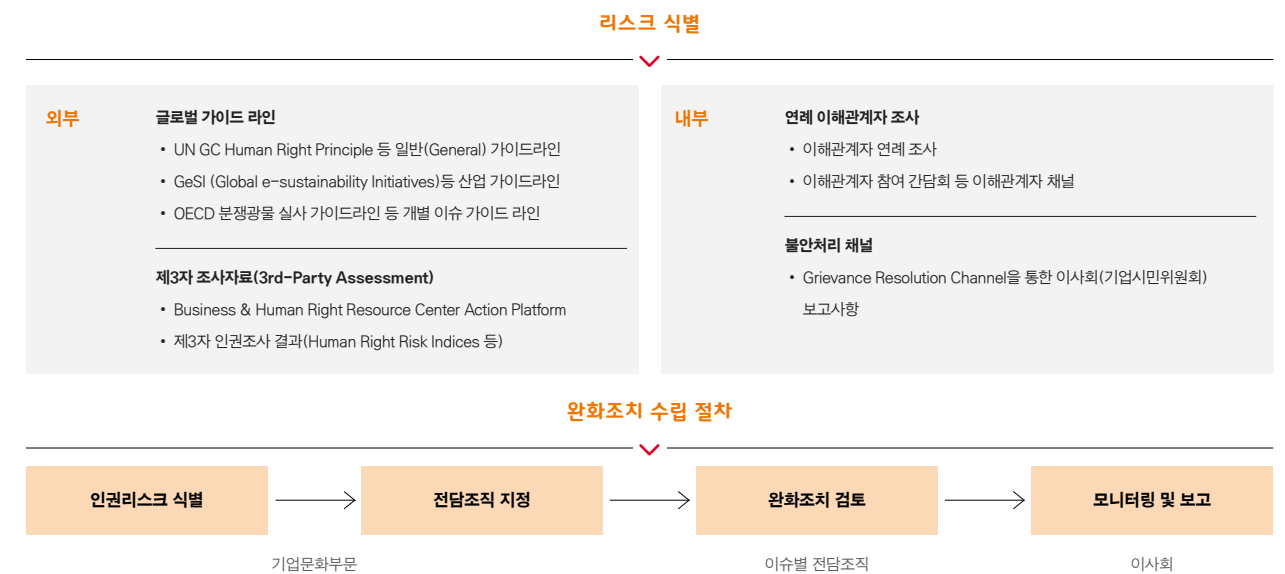 리스크 식별
외부
글로벌 가이드 라인
• UN GC Human Right Principle 등 일반(General) 가이드라인
• GeSI (Global e-sustainability Initiatives)등 산업 가이드라인
• OECD 분쟁광물 실사 가이드라인 등 개별 이슈 가이드 라인
제3자 조사자료(3rd-Party Assessment)
• Business & Human Right Resource Center Action Platform
• 제3자 인권조사 결과(Human Right Risk Indices 등)
내부
연례 이해관계자 조사
• 이해관계자 연례 조사
• 이해관계자 참여 간담회 등 이해관계자 채널
불안처리 채널
• Grievance Resolution Channel을 통한 이사회(기업시민위원회)
보고사항
완화조치 수립 절차
인권리스크 식별
전담조직 지정
완화조치 검토
모니터링 및 보고
기업문화부문
이슈별 전담조직
이사회